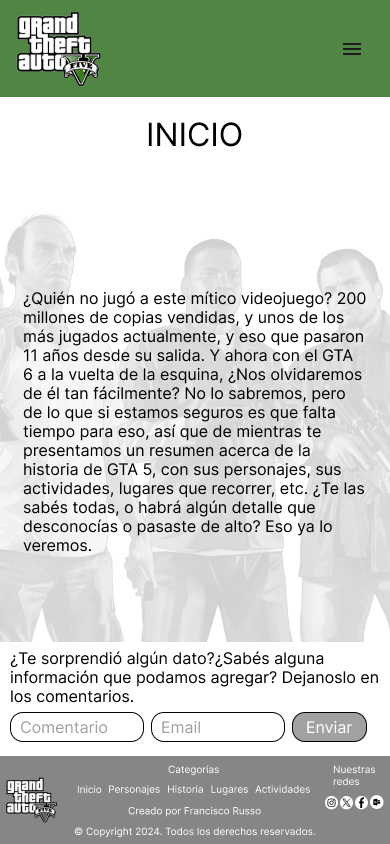 grand
theft
auto
FIVE
INICIO
¿Quién no jugó a este mítico videojuego? 200
millones de copias vendidas, y unos de los
más jugados actualmente, y eso que pasaron
11 años desde su salida. Y ahora con el GTA
6 a la vuelta de la esquina, ¿Nos olvidaremos
de él tan fácilmente? No lo sabremos, pero
de lo que si estamos seguros es que falta
tiempo para eso, así que de mientras te
presentamos un resumen acerca de la
historia de GTA 5, con sus personajes, sus
actividades, lugares que recorrer, etc. ¿Te las
sabés todas, o habrá algún detalle que
desconocías o pasaste de alto? Eso ya lo
veremos.
¿Te sorprendió algún dato?¿Sabés alguna
información que podamos agregar? Dejanoslo en
los comentarios.
Comentario Email Enviar
Categorías
Nuestras
redes
grand
theft
auto
FIVE
Inicio Personajes Historia Lugares Actividades
Creado por Francisco Russo
© Copyright 2024. Todos los derechos reservados.